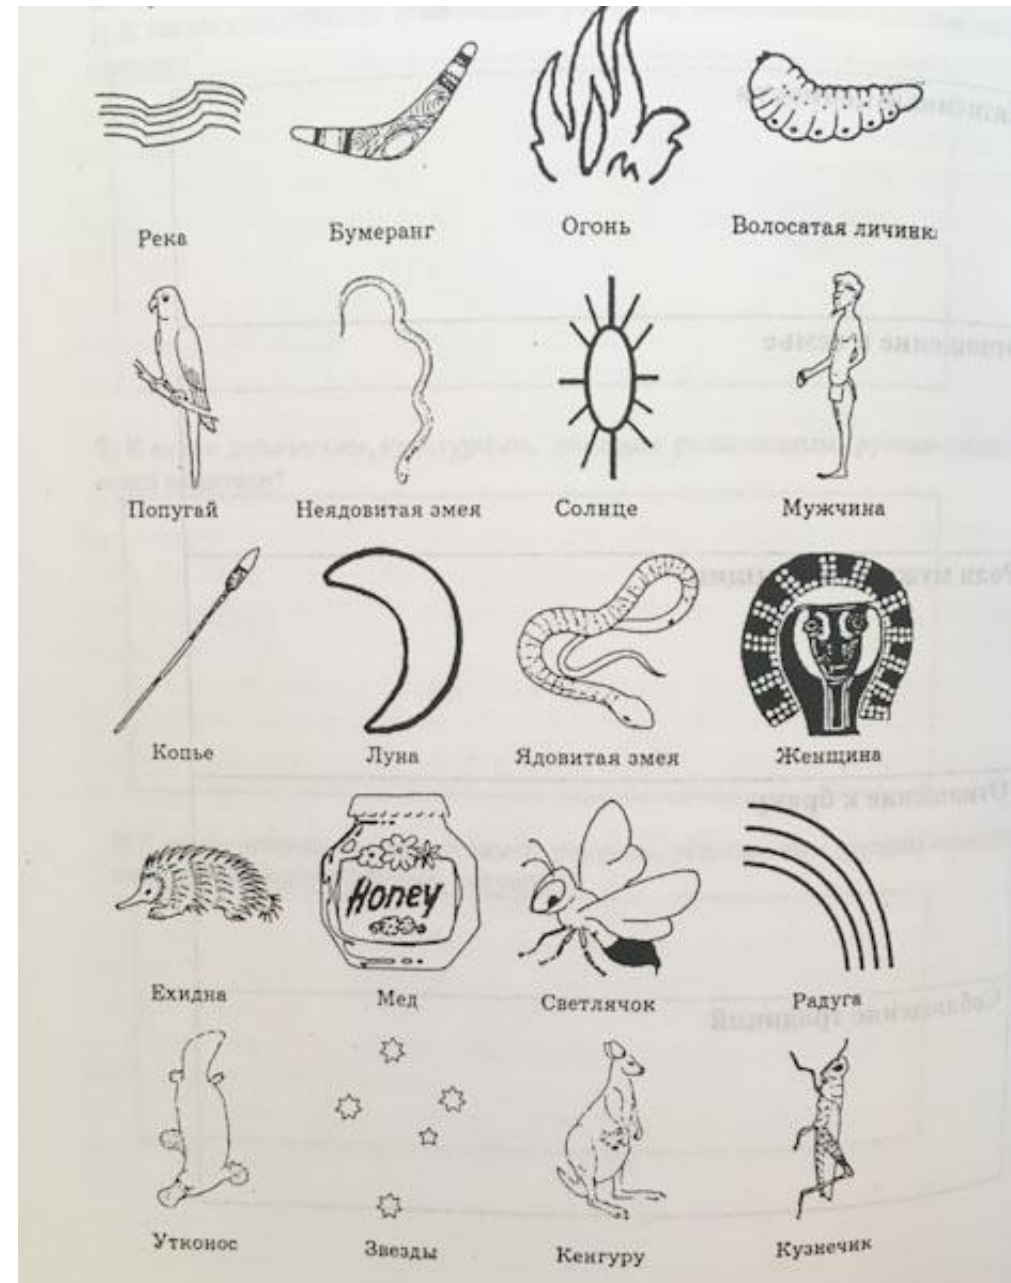 Река Бумеранг Огонь Волосатая личинк
Попугай Неядовитая змея Солнце Мужчина
Копье Луна Ядовитая змея Женщина
Honey
Ехидна Мед Светлячок Радуга
Утконос Звезды Кенгуру Кузнечик